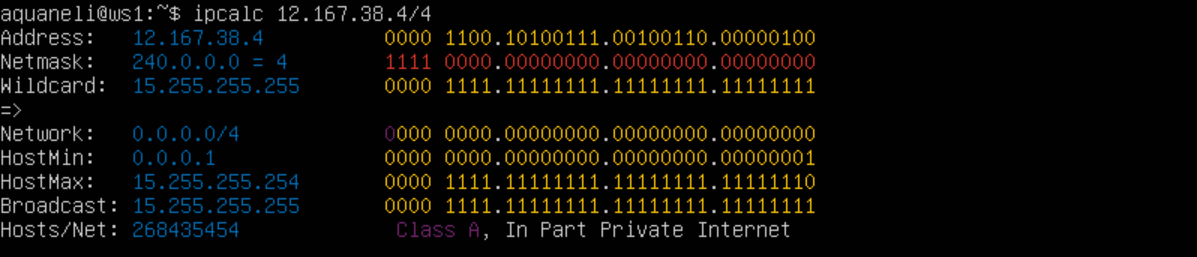 aquaneli@ws1:~$ ipcalc 12.167.38.4/4
Address:   12.167.38.4          0000 1100.10100111.00100110.00000100
Netmask:   240.0.0.0 = 4        1111 0000.00000000.00000000.00000000
Wildcard:  15.255.255.255       0000 1111.11111111.11111111.11111111
=>
Network:   0.0.0.0/4            0000 0000.00000000.00000000.00000000
HostMin:   0.0.0.1              0000 0000.00000000.00000000.00000001
HostMax:   15.255.255.254       0000 1111.11111111.11111111.11111110
Broadcast: 15.255.255.255       0000 1111.11111111.11111111.11111111
Hosts/Net: 268435454             Class A, In Part Private Internet